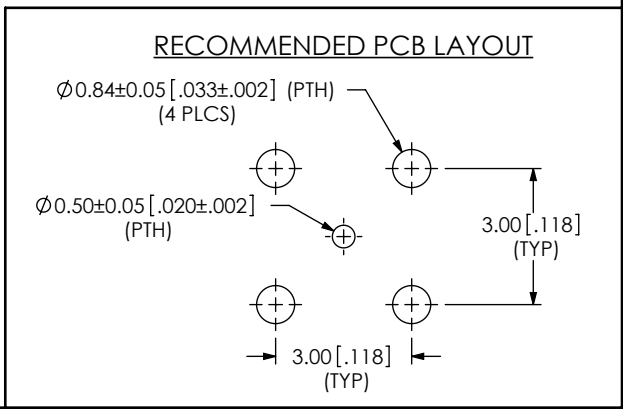 RECOMMENDED PCB LAYOUT
Ø0.84±0.05 [.033±.002] (PTH)
(4 PLCS)
Ø0.50±0.05 [.020±.002]
(PTH)
3.00 [.118]
(TYP)
3.00 [.118]
(TYP)